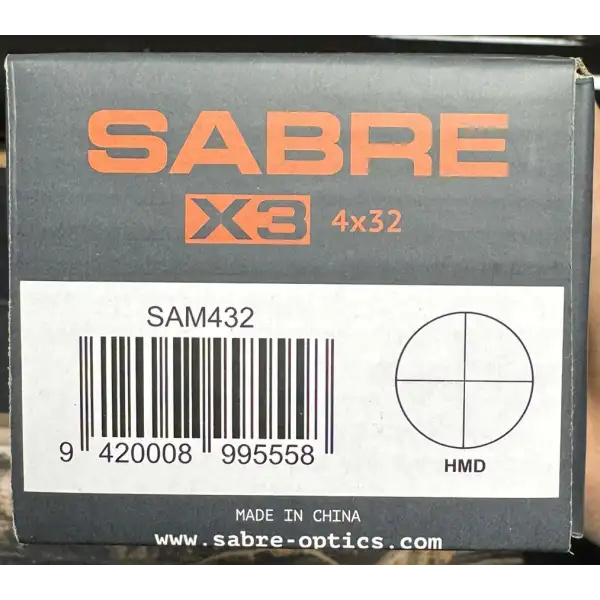 SABRE
X3 4x32
SAM432
9 420008 995558
HMD
MADE IN CHINA
www.sabre-optics.com